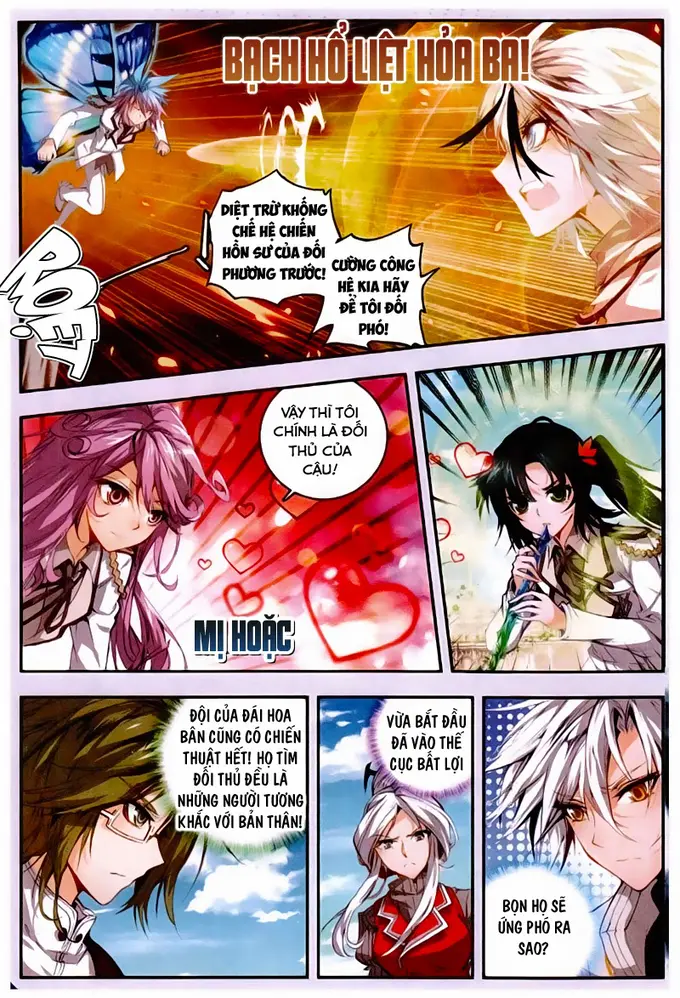 BẠCH HỔ LIỆT HỎA BA!
DIỆT TRỪ KHỐNG
CHẾ HỆ CHIẾN
HỒN SƯ CỦA ĐỐI
PHƯƠNG TRƯỚC!
CƯỜNG CÔNG
HỆ KIA HÃY
ĐỂ TÔI ĐỐI
PHÓ!
VẬY THÌ TÔI
CHÍNH LÀ ĐỐI
THỦ CỦA
CẬU!
MỊ HOẶC
ĐỘI CỦA ĐÁI HOA
BÂN CŨNG CÓ CHIẾN
THUẬT HẾT! HỌ TÌM
ĐỐI THỦ ĐỀU LÀ
NHỮNG NGƯỜI TƯƠNG
KHẮC VỚI BẢN THÂN!
VỪA BẮT ĐẦU
ĐÃ VÀO THẾ
CỤC BẤT LỢI
BỌN HỌ SẼ
ỨNG PHÓ RA
SAO?